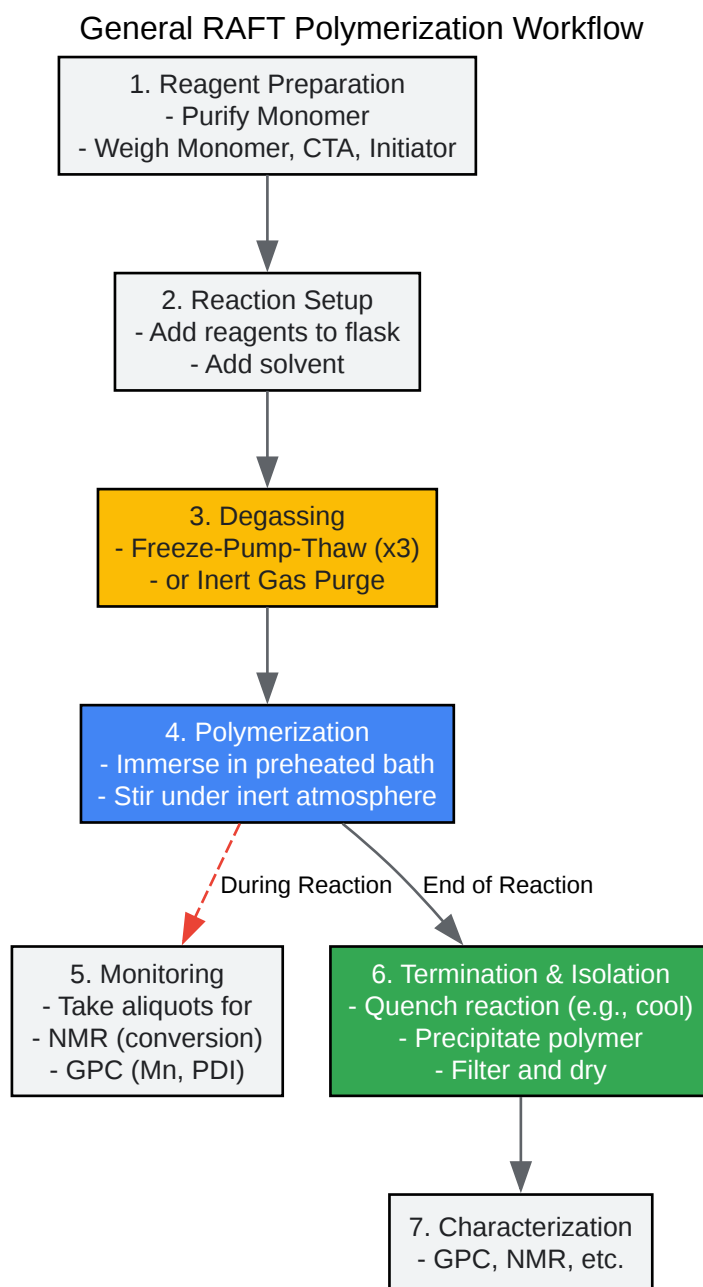 General RAFT Polymerization Workflow
1. Reagent Preparation
- Purify Monomer
- Weigh Monomer, CTA, Initiator
2. Reaction Setup
- Add reagents to flask
- Add solvent
3. Degassing
- Freeze-Pump-Thaw (x3)
- or Inert Gas Purge
4. Polymerization
- Immerse in preheated bath
- Stir under inert atmosphere
During Reaction
End of Reaction
5. Monitoring
- Take aliquots for
- NMR (conversion)
- GPC (Mn, PDI)
6. Termination & Isolation
- Quench reaction (e.g., cool)
- Precipitate polymer
- Filter and dry
7. Characterization
- GPC, NMR, etc.